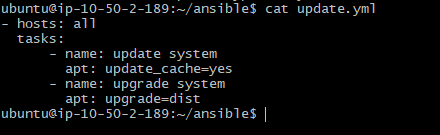 ubuntu@ip-10-50-2-189:~/ansible$ cat update.yml
- hosts: all
  tasks:
      - name: update system
        apt: update_cache=yes
      - name: upgrade system
        apt: upgrade=dist
ubuntu@ip-10-50-2-189:~/ansible$